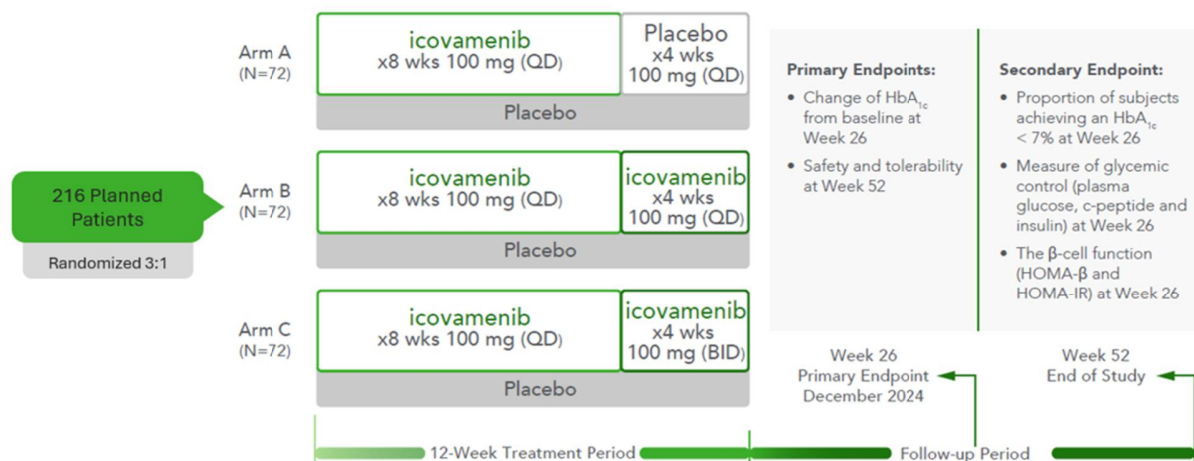 216 Planned
Patients
Randomized 3:1
Arm A
(N=72)
icovamenib
x8 wks 100 mg (QD)
Placebo
x4 wks
100 mg (QD)
Placebo
Arm B
(N=72)
icovamenib
x8 wks 100 mg (QD)
icovamenib
x4 wks
100 mg (QD)
Placebo
Arm C
(N=72)
icovamenib
x8 wks 100 mg (QD)
icovamenib
x4 wks
100 mg (BID)
Placebo
Primary Endpoints:
• Change of HbA1c
from baseline at
Week 26
• Safety and tolerability
at Week 52
Secondary Endpoint:
• Proportion of subjects
achieving an HbA1c
< 7% at Week 26
• Measure of glycemic
control (plasma
glucose, c-peptide and
insulin) at Week 26
• The β-cell function
(HOMA-β and
HOMA-IR) at Week 26
Week 26
Primary Endpoint
December 2024
Week 52
End of Study
12-Week Treatment Period
Follow-up Period